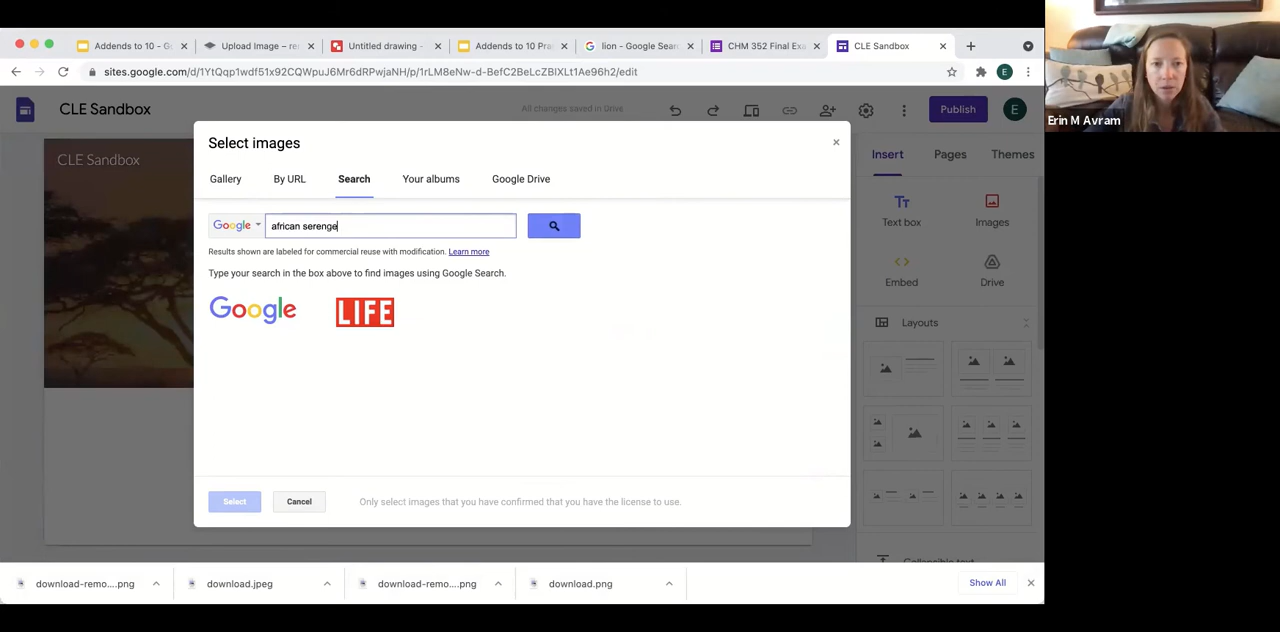 Addends to 10 - Go
Upload Image – re
Untitled drawing -
Addends to 10 Pra
lion - Google Sear
CHM 352 Final Exa
CLE Sandbox
sites.google.com/d/1YtQqp1wdf51x92CQWpuJ6Mr6dRPwjaNH/p/1rLM8eNw-d-BefC2BeLcZBIXLt1Ae96h2/edit
E
CLE Sandbox
All changes saved in Drive
Publish
E
Erin M Avram
CLE Sandbox
Select images
Gallery
By URL
Search
Your albums
Google Drive
Google
african serenge
Results shown are labeled for commercial reuse with modification. Learn more
Type your search in the box above to find images using Google Search.
Google
LIFE
Select
Cancel
Only select images that you have confirmed that you have the license to use.
Insert
Pages
Themes
Text box
Images
Embed
Drive
Layouts
Collapsible text
download-remo....png
download.jpeg
download-remo....png
download.png
Show All